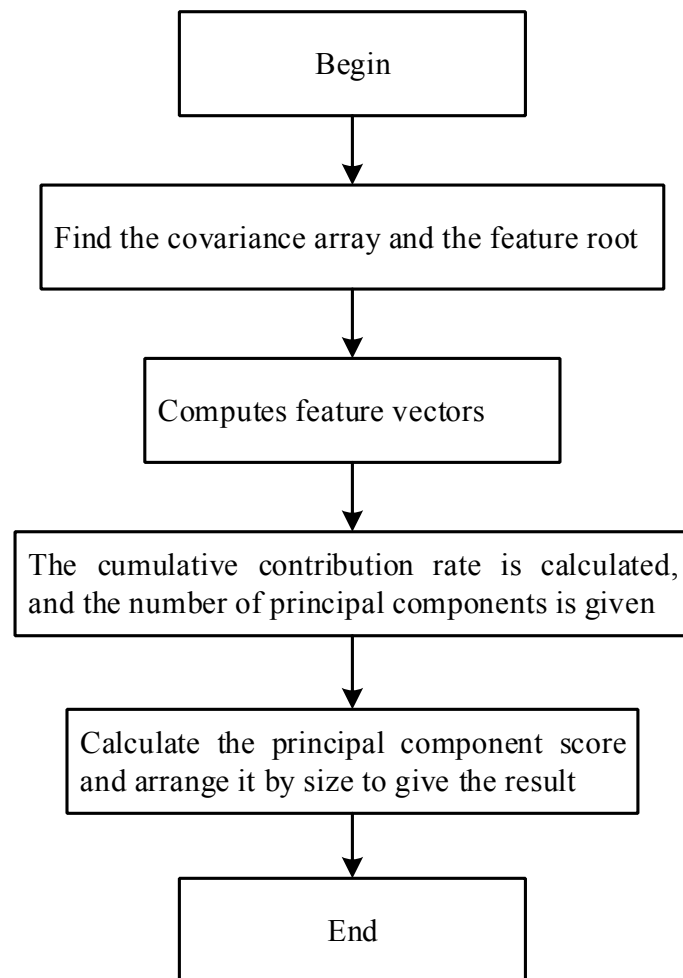 Begin
Find the covariance array and the feature root
Computes feature vectors
The cumulative contribution rate is calculated,
and the number of principal components is given
Calculate the principal component score
and arrange it by size to give the result
End